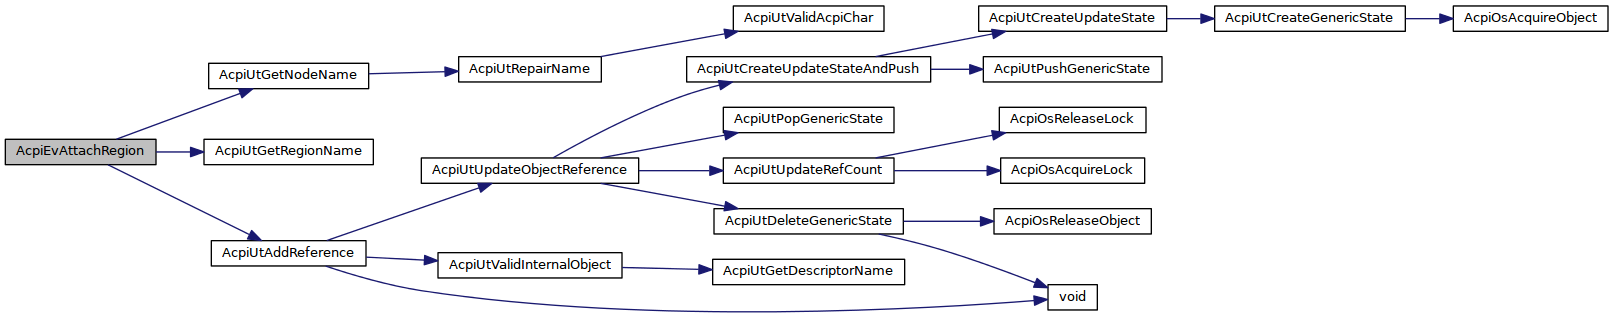 AcpiUtValidAcpiChar
AcpiUtCreateUpdateState
AcpiUtCreateGenericState
AcpiOsAcquireObject
AcpiUtGetNodeName
AcpiUtRepairName
AcpiUtCreateUpdateStateAndPush
AcpiUtPushGenericState
AcpiUtPopGenericState
AcpiOsReleaseLock
AcpiEvAttachRegion
AcpiUtGetRegionName
AcpiUtUpdateObjectReference
AcpiUtUpdateRefCount
AcpiOsAcquireLock
AcpiUtDeleteGenericState
AcpiOsReleaseObject
AcpiUtAddReference
AcpiUtValidInternalObject
AcpiUtGetDescriptorName
void